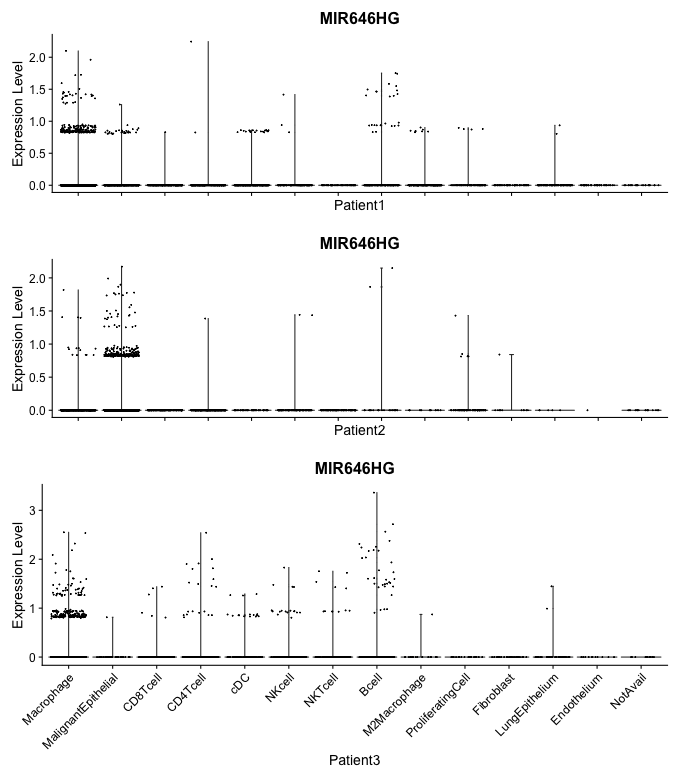 MIR646HG
Expression Level
2.0
1.5
1.0
0.5
0.0
Patient1
MIR646HG
Expression Level
2.0
1.5
1.0
0.5
0.0
Patient2
MIR646HG
Expression Level
3
2
1
0
Macrophage
MalignantEpithelial
CD8Tcell
CD4Tcell
cDC
NKcell
NKTcell
Bcell
M2Macrophage
ProliferatingCell
Fibroblast
LungEpithelium
Endothelium
NotAvail
Patient3